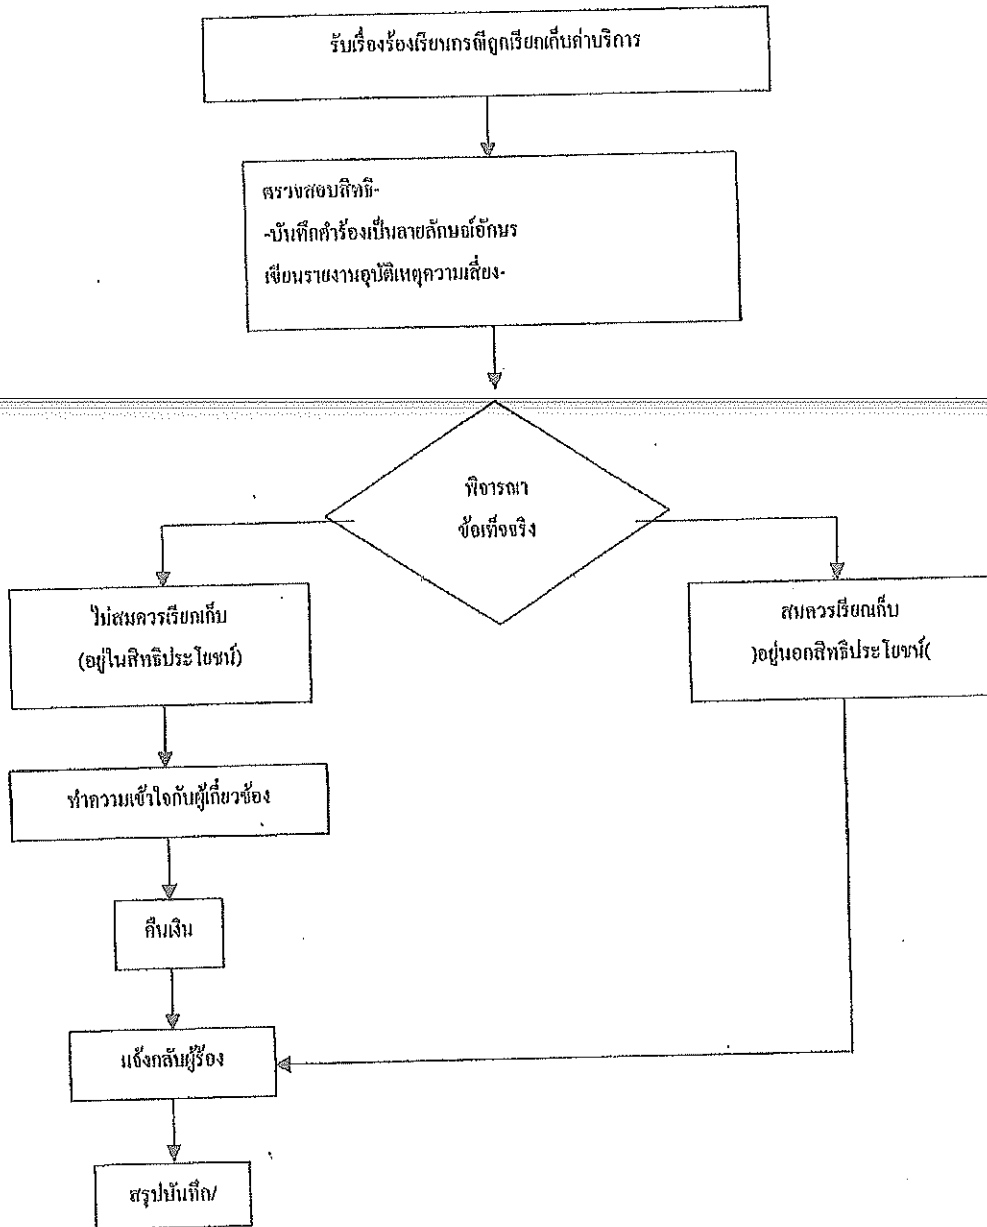 รับเรื่องร้องเรียนกรณีถูกเรียกเก็บค่าบริการ
ตรวจสอบสิทธิ-
-บันทึกคำร้องเป็นลายลักษณ์อักษร
เขียนรายงานอุบัติเหตุความเสี่ยง-
พิจารณา
ข้อเท็จจริง
ไม่สมควรเรียกเก็บ
(อยู่ในสิทธิประโยชน์)
สมควรเรียกเก็บ
)อยู่นอกสิทธิประโยชน์(
ทำความเข้าใจกับผู้เกี่ยวข้อง
คืนเงิน
แจ้งกลับผู้ร้อง
สรุปบันทึก/